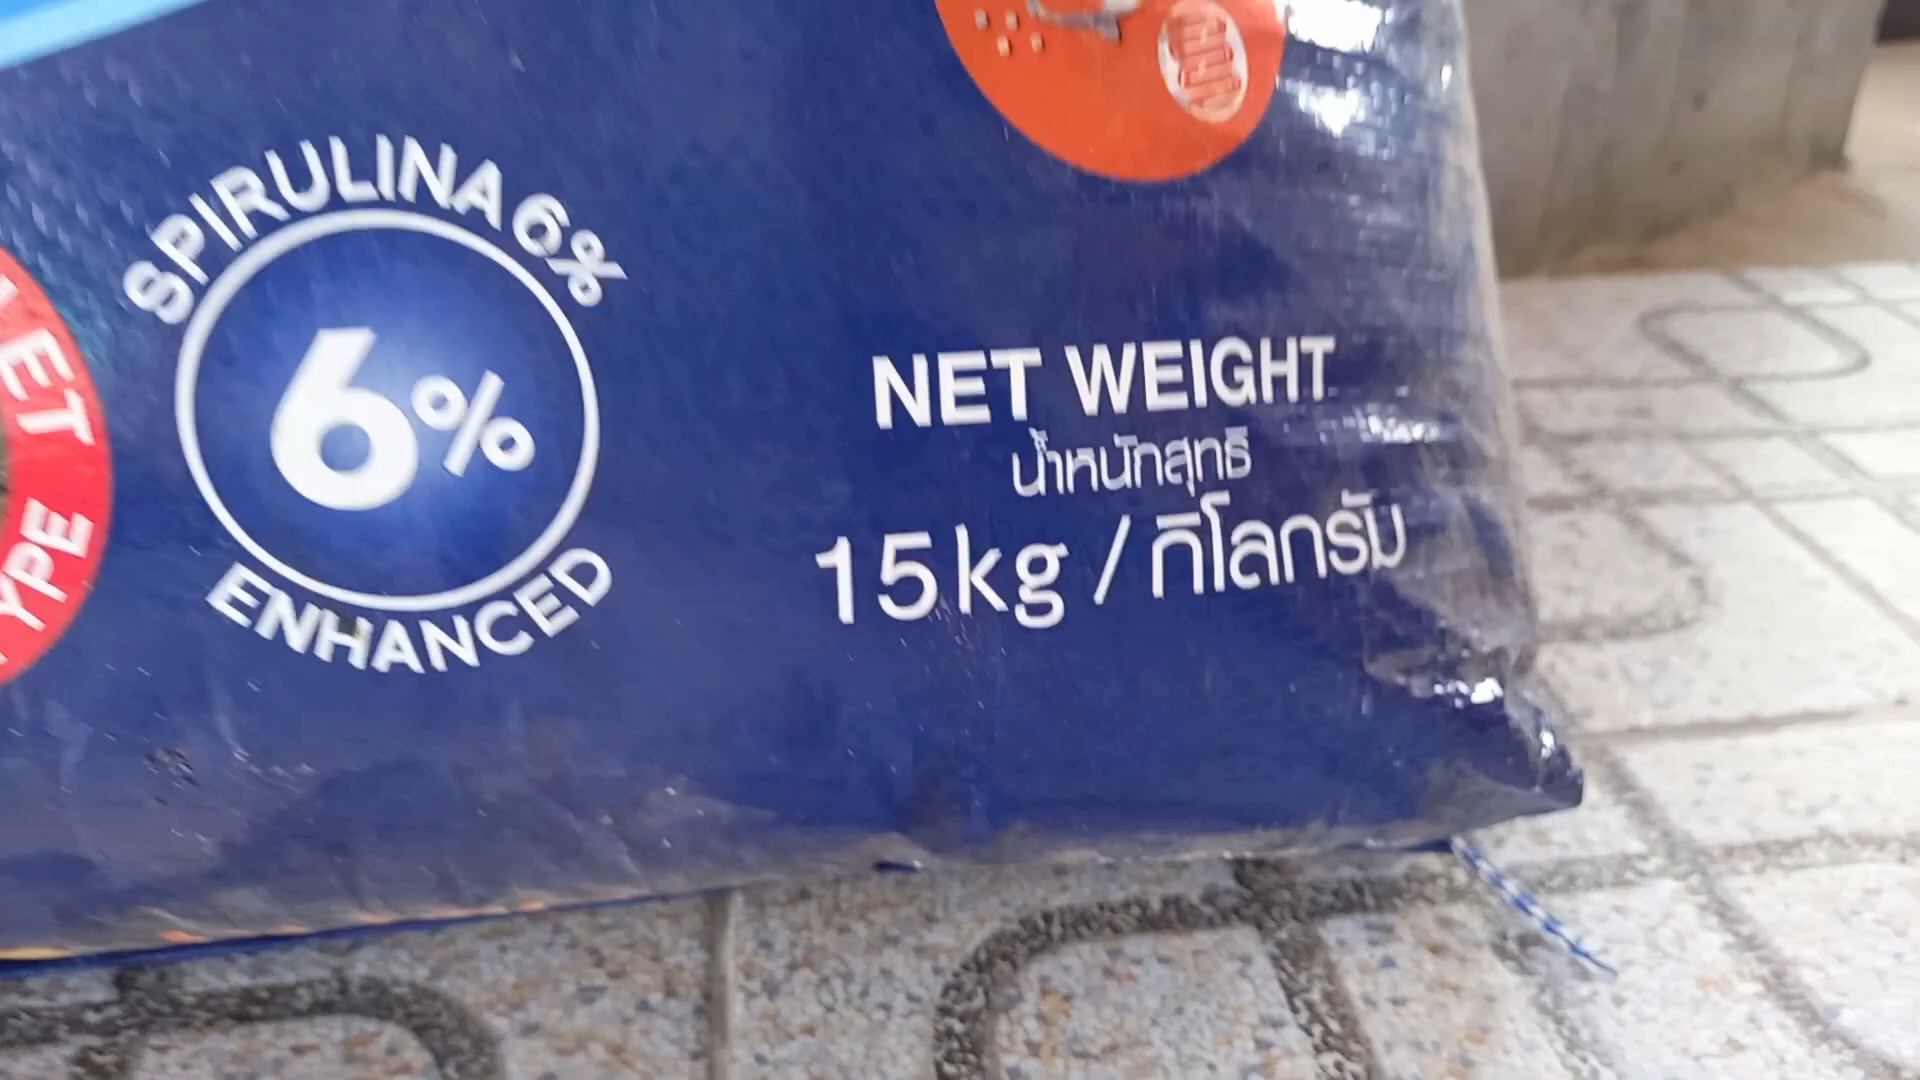 SPIRULINA 6%
6%
ENHANCED
NET WEIGHT
น้ำหนักสุทธิ
15kg / กิโลกรัม